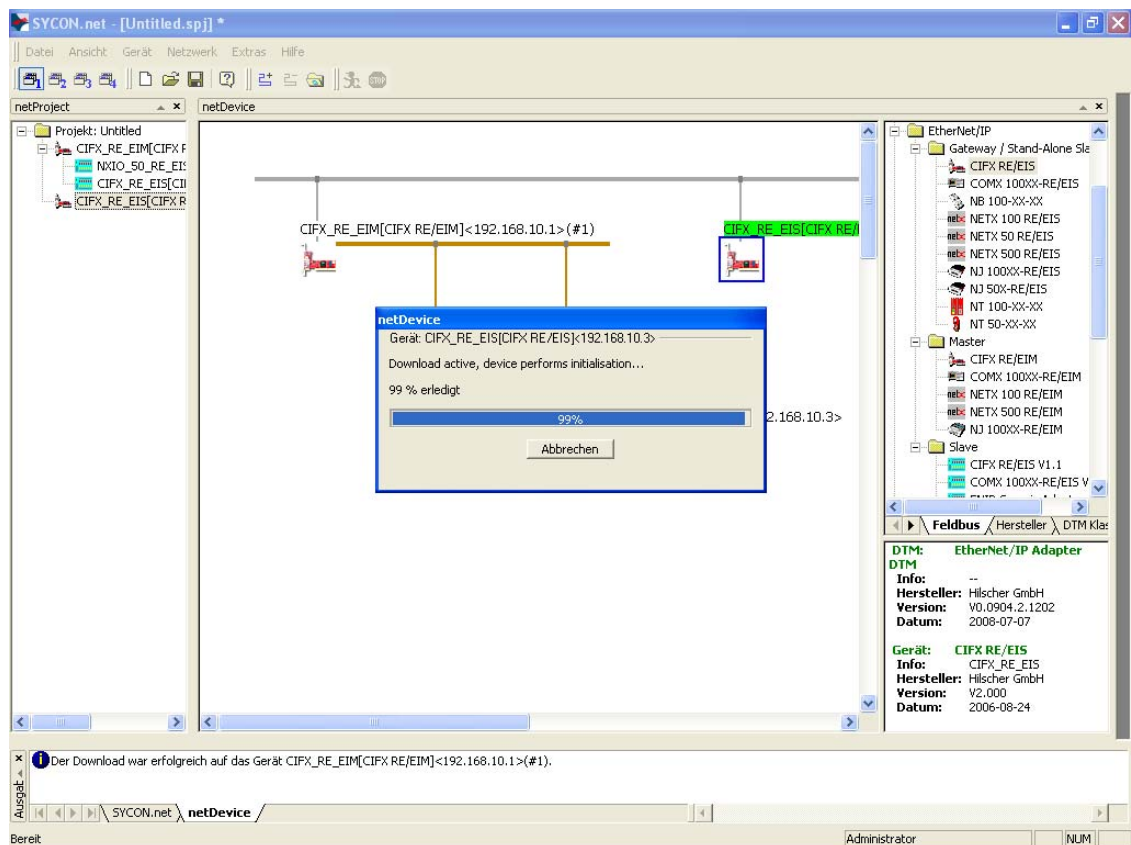 SYCON.net - [Untitled.spj] *
Datei Ansicht Gerät Netzwerk Extras Hilfe
netProject
netDevice
Projekt: Untitled
CIFX_RE_EIM[CIFX R
NXIO_50_RE_EIS
CIFX_RE_EIS[CI
CIFX_RE_EIS[CIFX R
CIFX_RE_EIM[CIFX RE/EIM]<192.168.10.1>(#1)
CIFX_RE_EIS[CIFX RE/
netDevice
Gerät: CIFX_RE_EIS[CIFX RE/EIS]<192.168.10.3>
Download active, device performs initialisation...
99 % erledigt
99%
Abbrechen
2.168.10.3>
EtherNet/IP
Gateway / Stand-Alone Sla
CIFX RE/EIS
COMX 100XX-RE/EIS
NB 100-XX-XX
NETX 100 RE/EIS
NETX 50 RE/EIS
NETX 500 RE/EIS
NJ 100XX-RE/EIS
NJ 50X-RE/EIS
NT 100-XX-XX
NT 50-XX-XX
Master
CIFX RE/EIM
COMX 100XX-RE/EIM
NETX 100 RE/EIM
NETX 500 RE/EIM
NJ 100XX-RE/EIM
Slave
CIFX RE/EIS V1.1
COMX 100XX-RE/EIS V
Feldbus Hersteller DTM Klas
DTM: EtherNet/IP Adapter
DTM
Info: --
Hersteller: Hilscher GmbH
Version: V0.0904.2.1202
Datum: 2008-07-07
Gerät: CIFX RE/EIS
Info: CIFX_RE_EIS
Hersteller: Hilscher GmbH
Version: V2.000
Datum: 2006-08-24
Der Download war erfolgreich auf das Gerät CIFX_RE_EIM[CIFX RE/EIM]<192.168.10.1>(#1).
Ausgab
SYCON.net netDevice
Bereit
Administrator
NUM